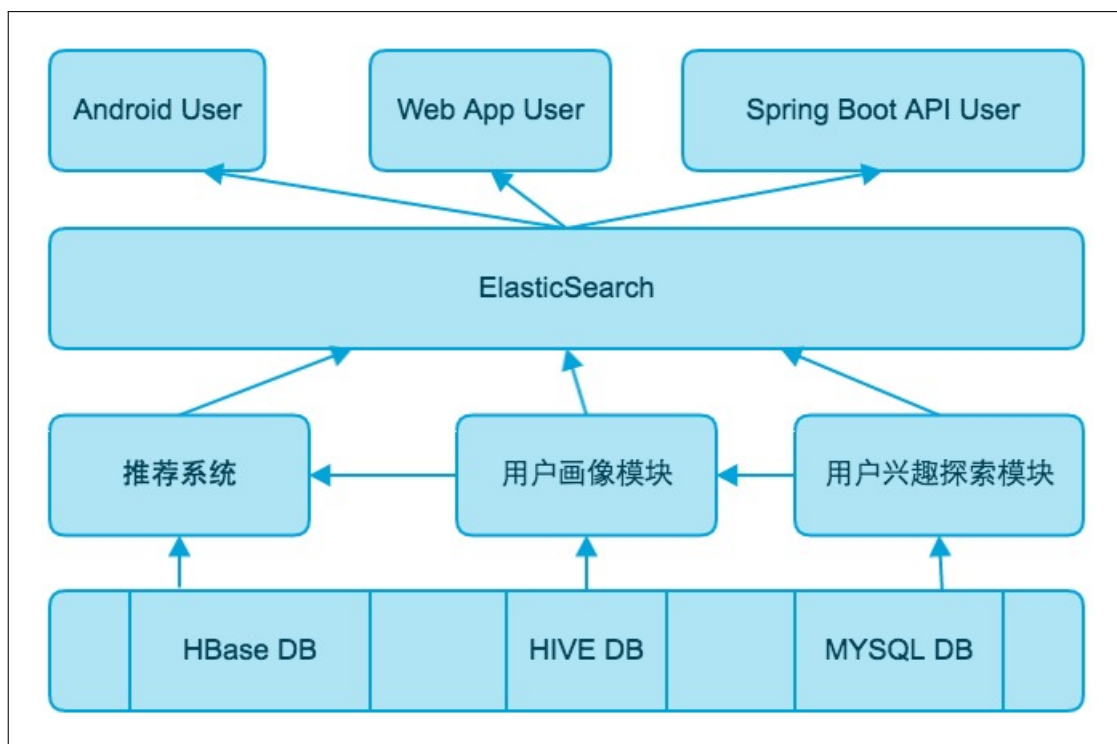 Android User
Web App User
Spring Boot API User
ElasticSearch
推荐系统
用户画像模块
用户兴趣探索模块
HBase DB
HIVE DB
MYSQL DB